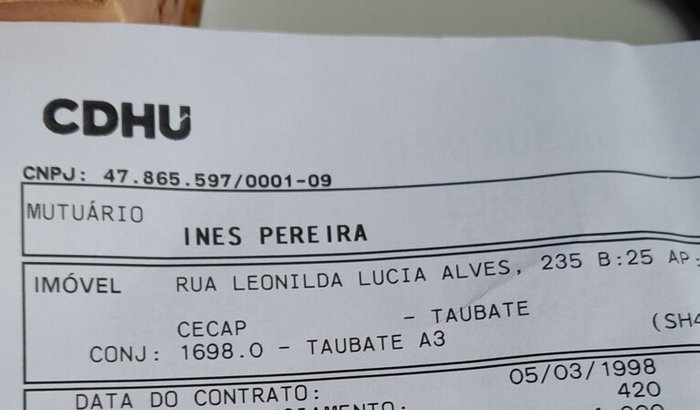 CDHU
CNPJ: 47.865.597/0001-09
MUTUÁRIO
INES PEREIRA
IMÓVEL RUA LEONILDA LUCIA ALVES, 235 B:25 AP:
CECAP - TAUBATE
CONJ: 1698.0 - TAUBATE A3 (SH4
DATA DO CONTRATO: 05/03/1998
420